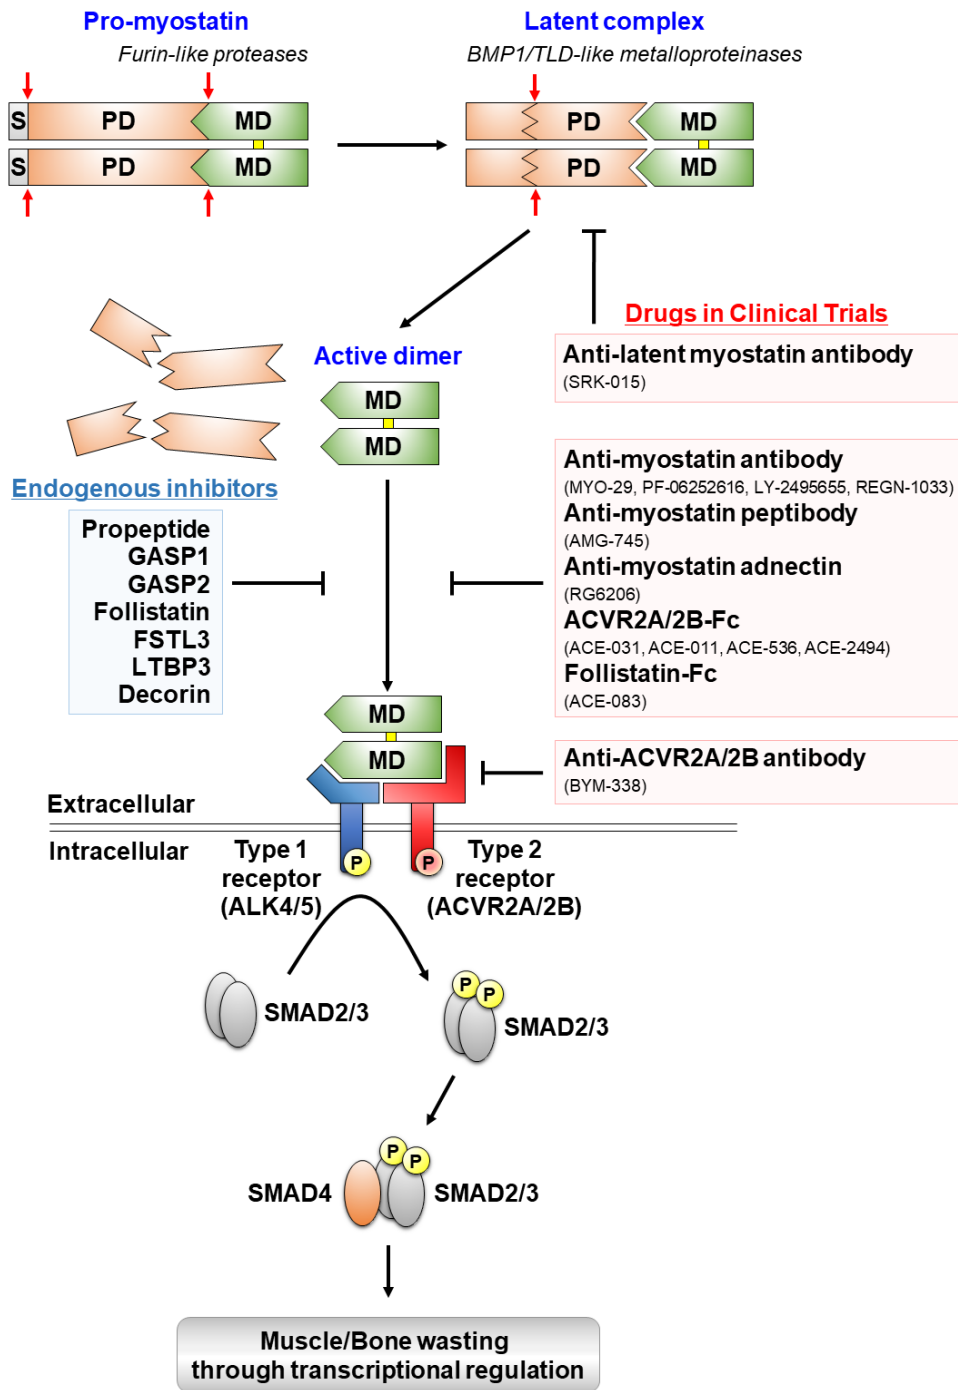 Pro-myostatin
Latent complex
Furin-like proteases
BMP1/TLD-like metalloproteinases
S PD MD
S PD MD
PD MD
PD MD
Drugs in Clinical Trials
Anti-latent myostatin antibody
(SRK-015)
Active dimer
MD
MD
Anti-myostatin antibody
(MYO-29, PF-06252616, LY-2495655, REGN-1033)
Anti-myostatin peptibody
(AMG-745)
Anti-myostatin adnectin
(RG6206)
ACVR2A/2B-Fc
(ACE-031, ACE-011, ACE-536, ACE-2494)
Follistatin-Fc
(ACE-083)
Endogenous inhibitors
Propeptide
GASP1
GASP2
Follistatin
FSTL3
LTBP3
Decorin
MD
MD
Anti-ACVR2A/2B antibody
(BYM-338)
Extracellular
Intracellular
P
P
Type 1
receptor
(ALK4/5)
Type 2
receptor
(ACVR2A/2B)
SMAD2/3
P P
SMAD2/3
P P
SMAD4
SMAD2/3
Muscle/Bone wasting
through transcriptional regulation